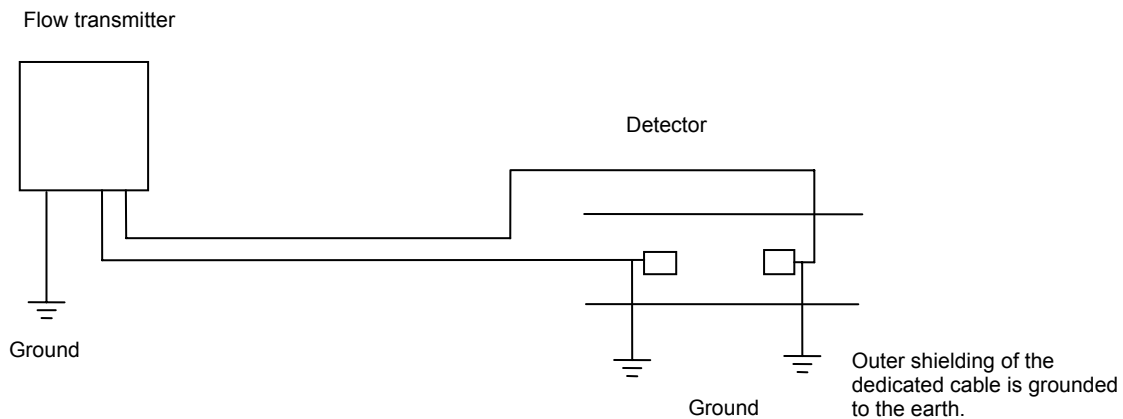 Flow transmitter
Detector
Ground
Ground
Outer shielding of the
dedicated cable is grounded
to the earth.